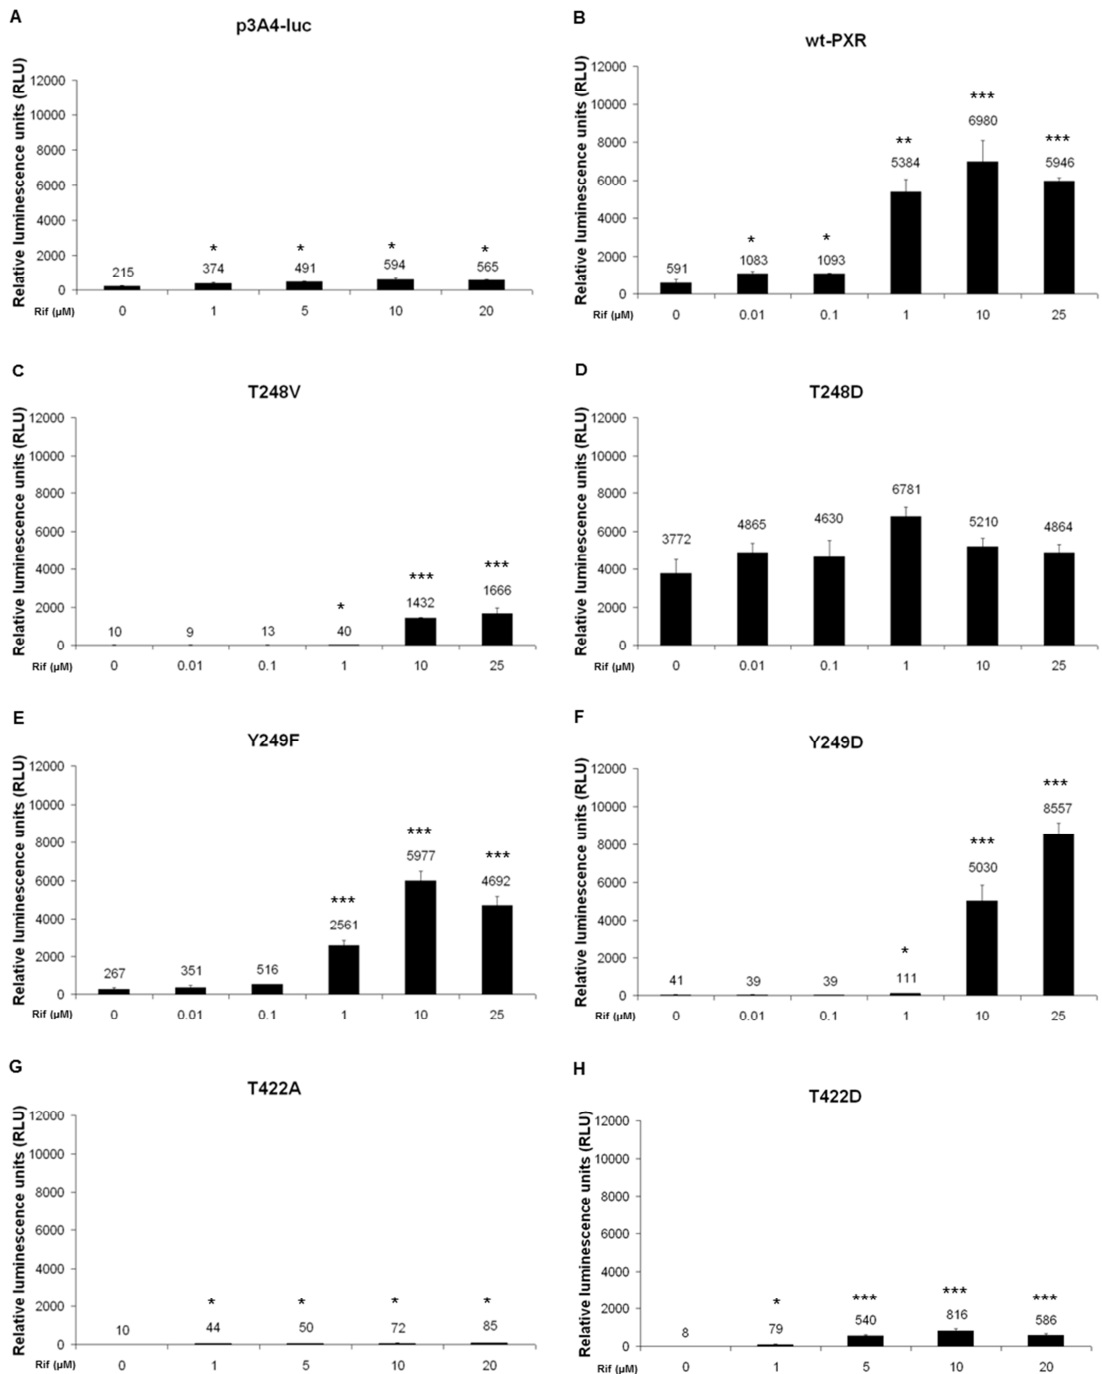 A
p3A4-luc
Relative luminescence units (RLU)
12000
10000
8000
6000
4000
2000
0
* * * *
215 374 491 594 565
Rif (µM) 0 1 5 10 20
B
wt-PXR
Relative luminescence units (RLU)
12000
10000
8000
6000
4000
2000
0
* * ** *** ***
591 1083 1093 5384 6980 5946
Rif (µM) 0 0.01 0.1 1 10 25
C
T248V
Relative luminescence units (RLU)
12000
10000
8000
6000
4000
2000
0
* *** ***
10 9 13 40 1432 1666
Rif (µM) 0 0.01 0.1 1 10 25
D
T248D
Relative luminescence units (RLU)
12000
10000
8000
6000
4000
2000
0
3772 4865 4630 6781 5210 4864
Rif (µM) 0 0.01 0.1 1 10 25
E
Y249F
Relative luminescence units (RLU)
12000
10000
8000
6000
4000
2000
0
*** *** ***
267 351 516 2561 5977 4692
Rif (µM) 0 0.01 0.1 1 10 25
F
Y249D
Relative luminescence units (RLU)
12000
10000
8000
6000
4000
2000
0
* *** ***
41 39 39 111 5030 8557
Rif (µM) 0 0.01 0.1 1 10 25
G
T422A
Relative luminescence units (RLU)
12000
10000
8000
6000
4000
2000
0
* * * *
10 44 50 72 85
Rif (µM) 0 1 5 10 20
H
T422D
Relative luminescence units (RLU)
12000
10000
8000
6000
4000
2000
0
* *** *** ***
8 79 540 816 586
Rif (µM) 0 1 5 10 20